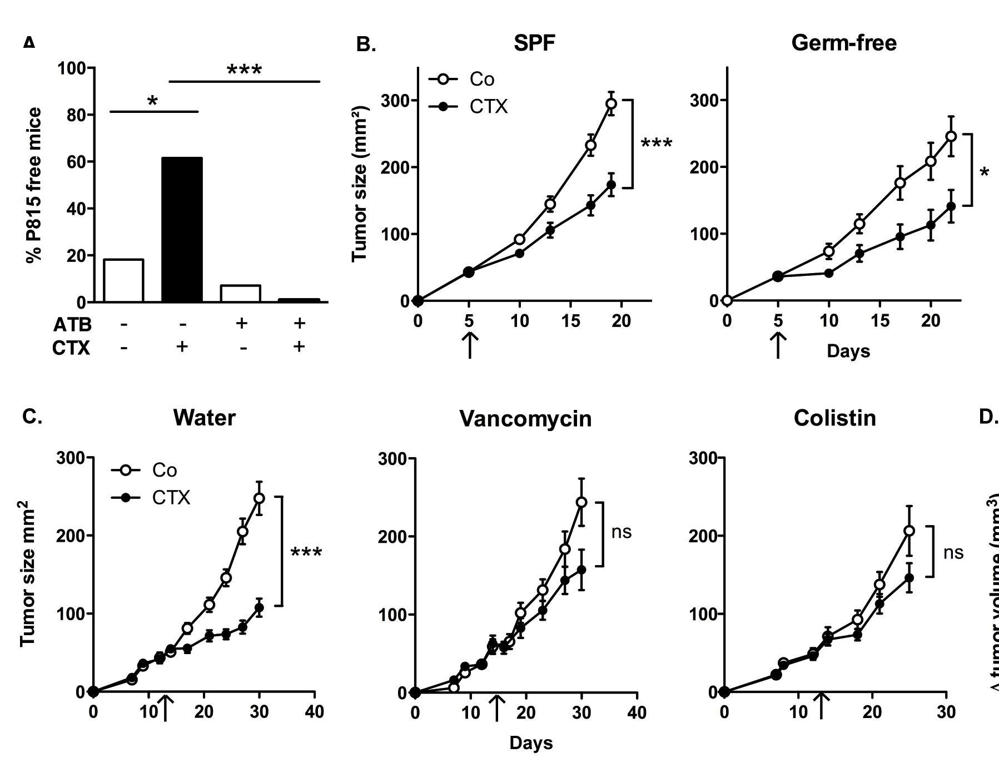 A
B.
SPF
Germ-free
% P815 free mice
100
80
60
40
20
0
*
***
ATB - - + +
CTX - + - +
Tumor size (mm²)
300
200
100
0
Co
CTX
***
0 5 10 15 20
300
200
100
0
*
0 5 10 15 20
Days
C.
Water
Vancomycin
Colistin
D.
Tumor size mm²
300
200
100
0
Co
CTX
***
0 10 20 30 40
300
200
100
0
ns
0 10 20 30 40
Days
300
200
100
0
ns
0 10 20 30
tumor volume (mm³)